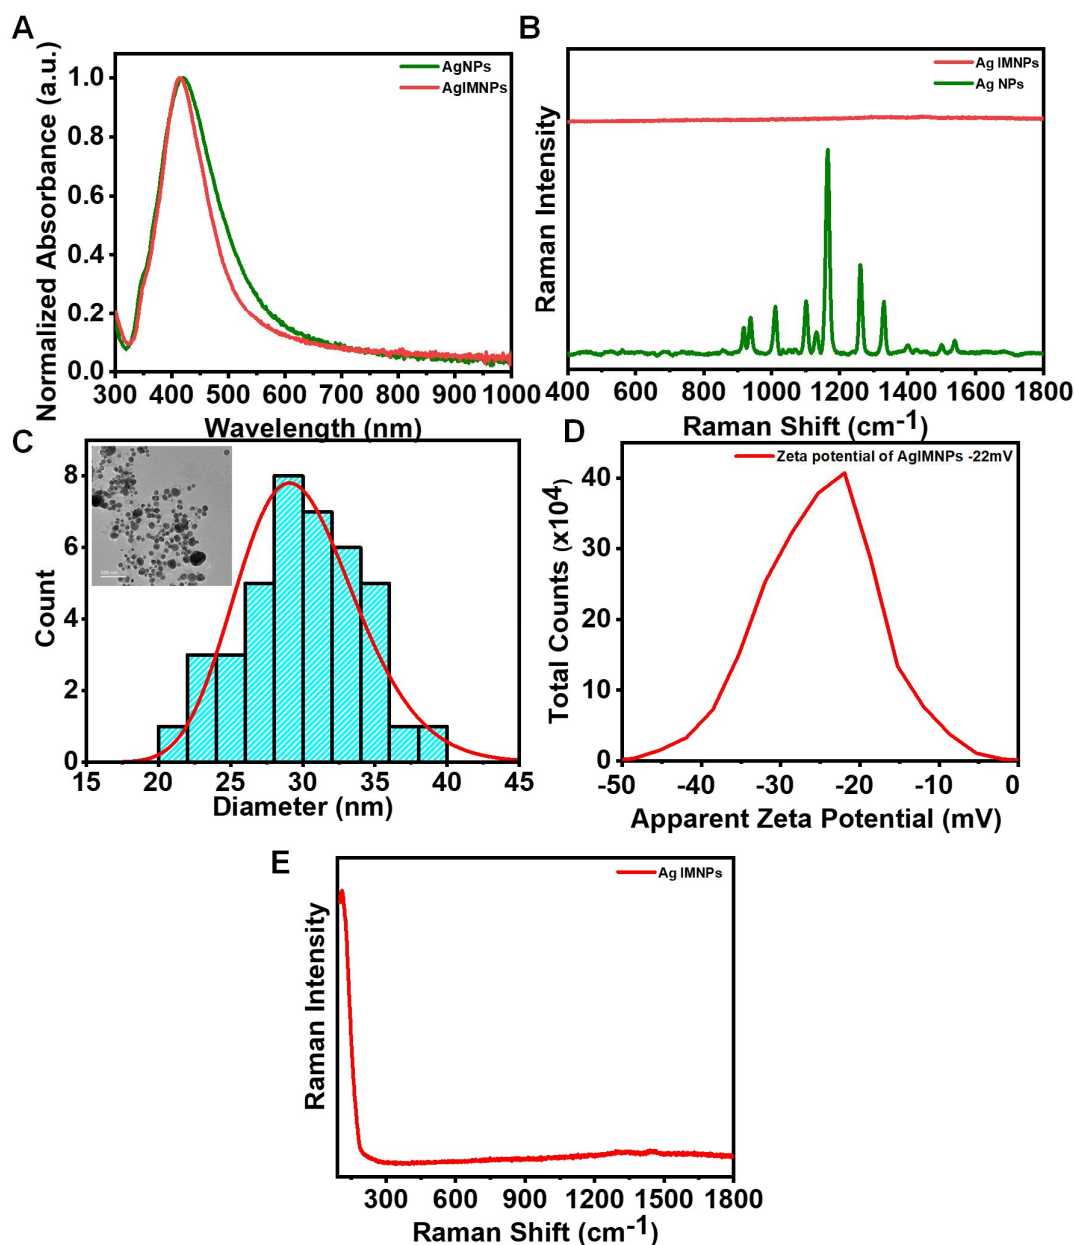 A
Normalized Absorbance (a.u.)
AgNPs
AgIMNPs
1.0
0.8
0.6
0.4
0.2
0.0
300 400 500 600 700 800 900 1000
Wavelength (nm)
B
Raman Intensity
Ag IMNPs
Ag NPs
400 600 800 1000 1200 1400 1600 1800
Raman Shift (cm-1)
C
Count
8
6
4
2
0
15 20 25 30 35 40 45
Diameter (nm)
D
Total Counts (x104)
Zeta potential of AgIMNPs -22mV
40
30
20
10
0
-50 -40 -30 -20 -10 0
Apparent Zeta Potential (mV)
E
Raman Intensity
Ag IMNPs
300 600 900 1200 1500 1800
Raman Shift (cm-1)